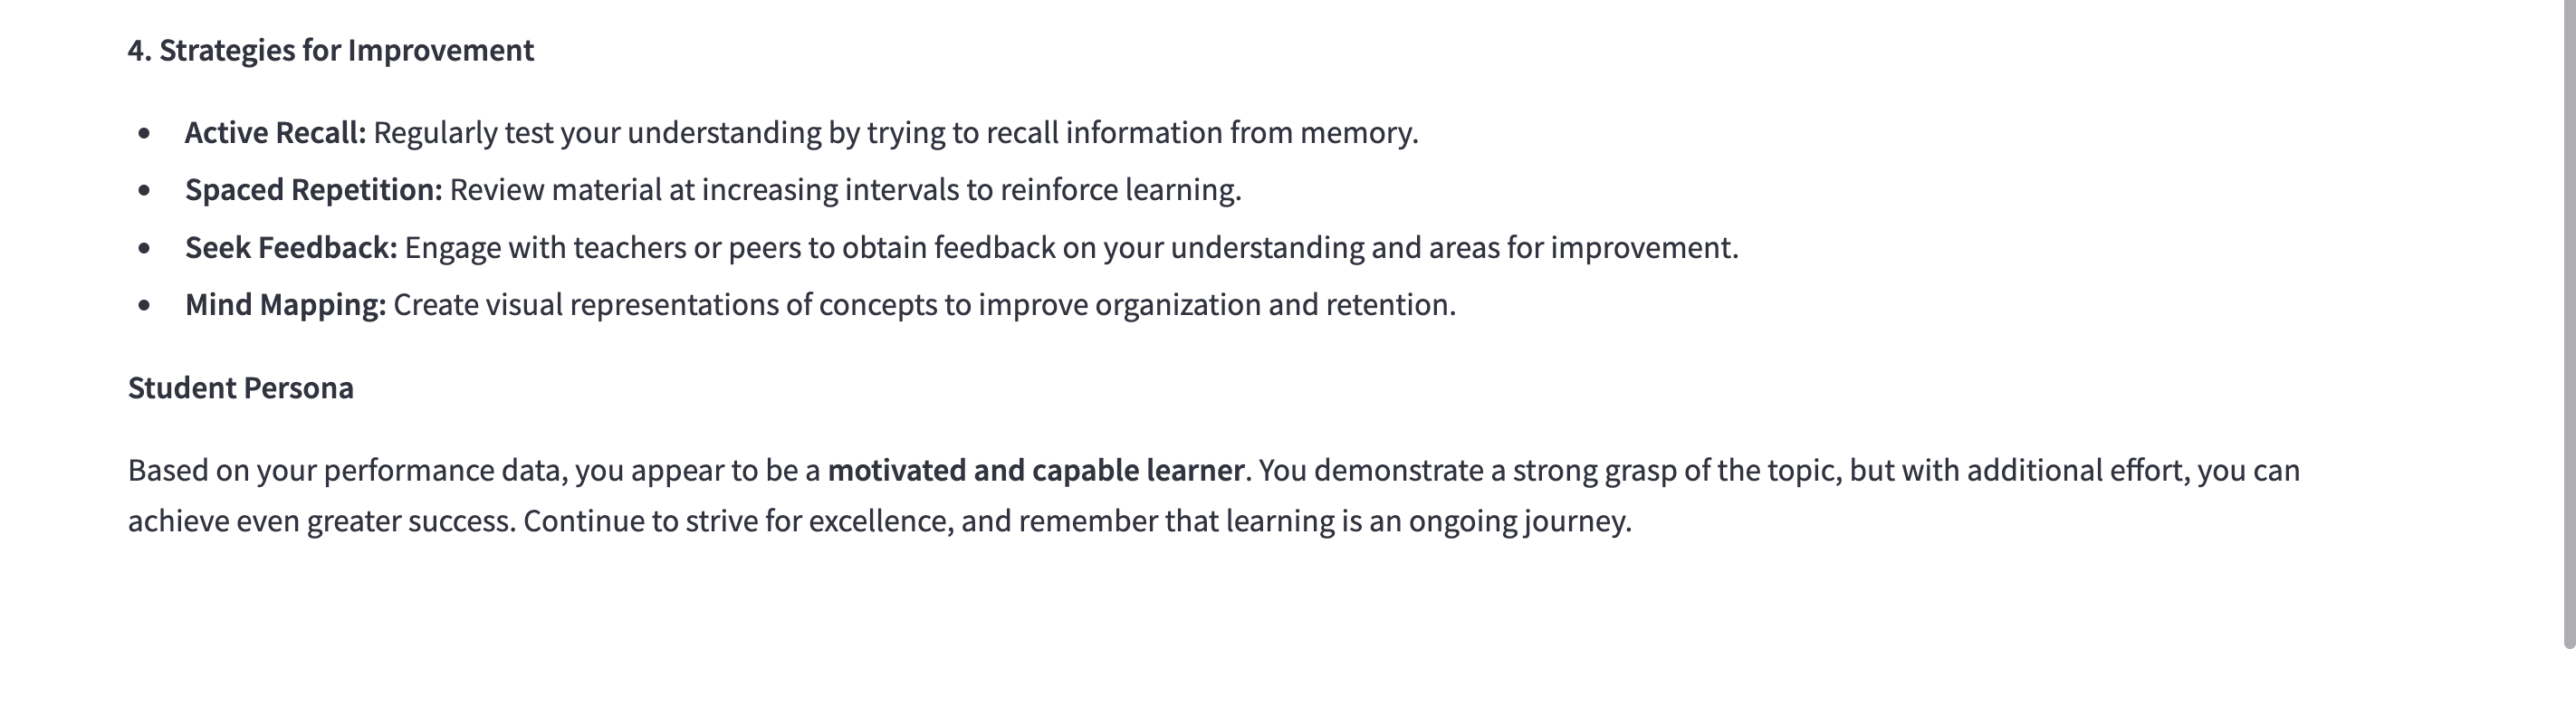 4. Strategies for Improvement
• Active Recall: Regularly test your understanding by trying to recall information from memory.
• Spaced Repetition: Review material at increasing intervals to reinforce learning.
• Seek Feedback: Engage with teachers or peers to obtain feedback on your understanding and areas for improvement.
• Mind Mapping: Create visual representations of concepts to improve organization and retention.
Student Persona
Based on your performance data, you appear to be a motivated and capable learner. You demonstrate a strong grasp of the topic, but with additional effort, you can
achieve even greater success. Continue to strive for excellence, and remember that learning is an ongoing journey.